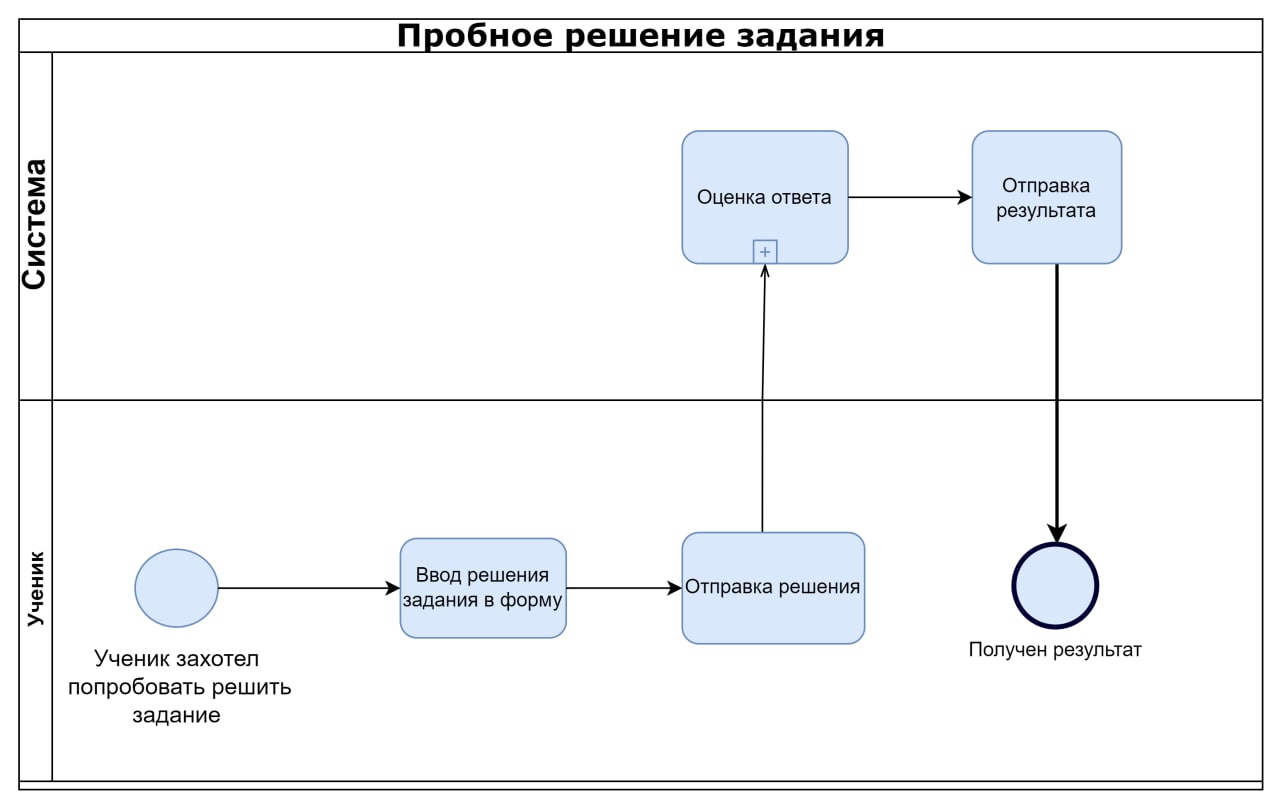 Пробное решение задания
Система
Оценка ответа
+
Отправка
результата
Ученик
Ученик захотел
попробовать решить
задание
Ввод решения
задания в форму
Отправка решения
Получен результат